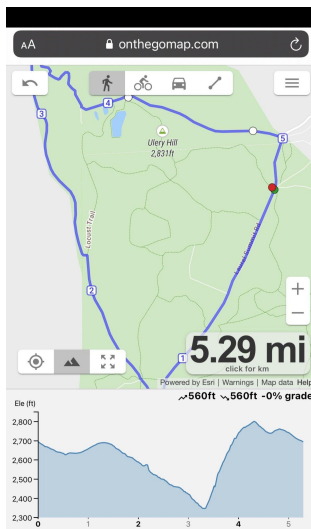 AA onthegomap.com
3
4
5
Ulery Hill
2,831ft
Locust Trail
2
1
5.29 mi
click for km
Powered by Esri | Warnings | Map data Help
560ft 560ft -0% grade
Ele (ft)
2,800
2,700
2,600
2,500
2,400
2,300
0 1 2 3 4 5